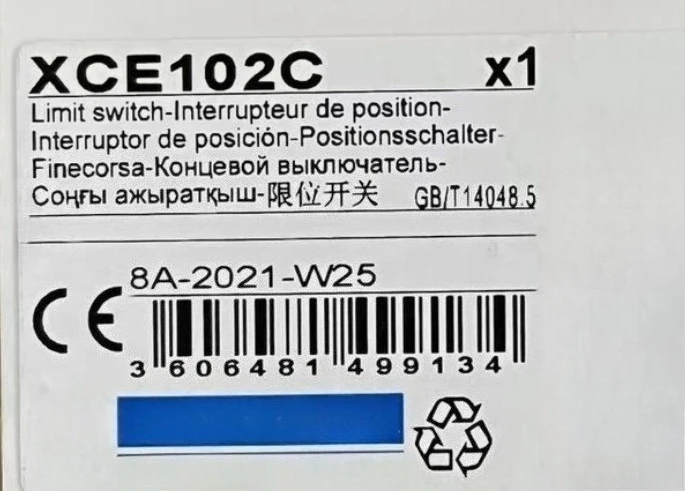 XCE102C x1
Limit switch-Interrupteur de position-
Interruptor de posición-Positionsschalter-
Finecorsa-Концевой выключатель-
Соңғы ажыратқыш-限位开关 GB/T14048.5
8A-2021-W25
CE
3 606481 499134